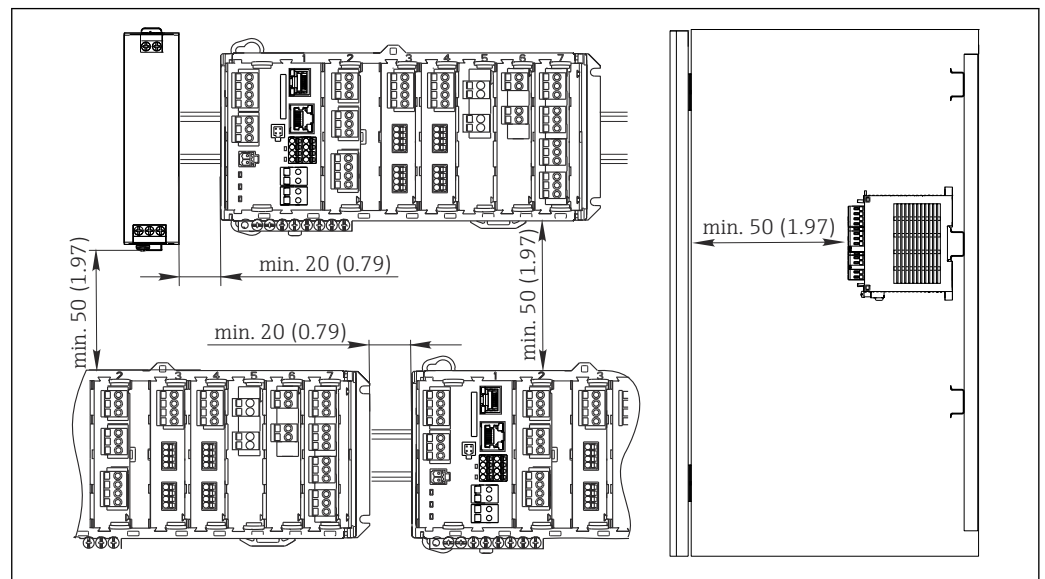 1 2 3 4 5 6 7
min. 50 (1.97)
min. 50 (1.97)
min. 20 (0.79)
min. 50 (1.97)
min. 20 (0.79)
2 3 4 5 6 7
1 2 3